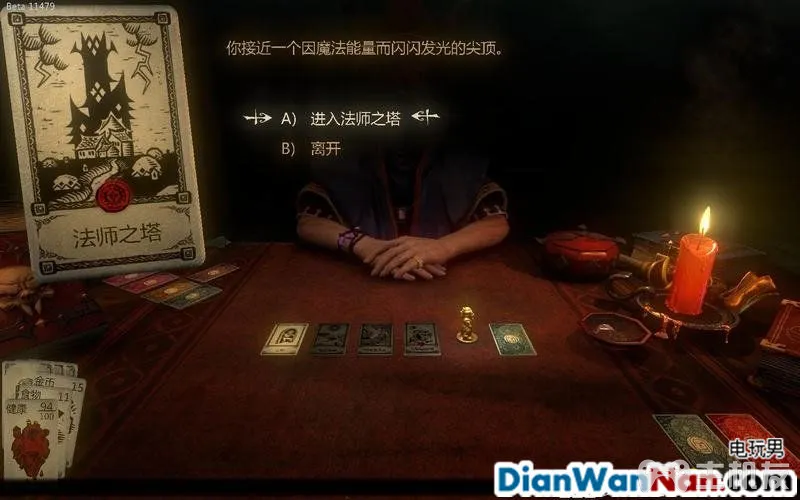 Beta 11479
你接近一个因魔法能量而闪闪发光的尖顶。
A) 进入法师之塔
B) 离开
法师之塔
金币
15
食物
11
健康 94
100
电玩男
DianWanNan.com